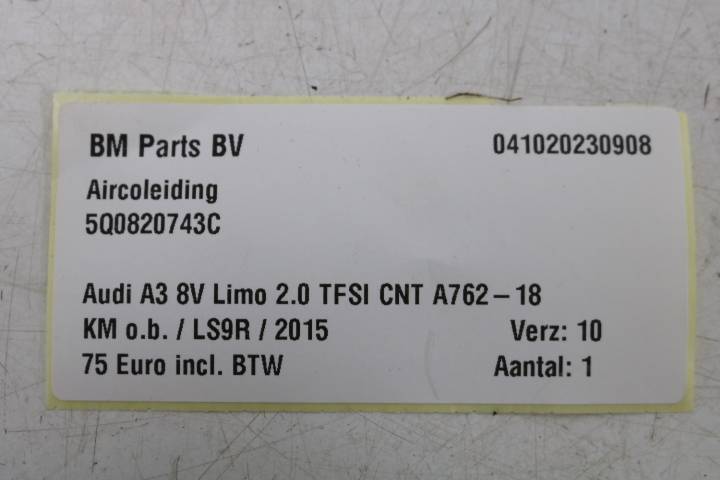 BM Parts BV 041020230908
Aircoleiding
5Q0820743C
Audi A3 8V Limo 2.0 TFSI CNT A762-18
KM o.b. / LS9R / 2015 Verz: 10
75 Euro incl. BTW Aantal: 1